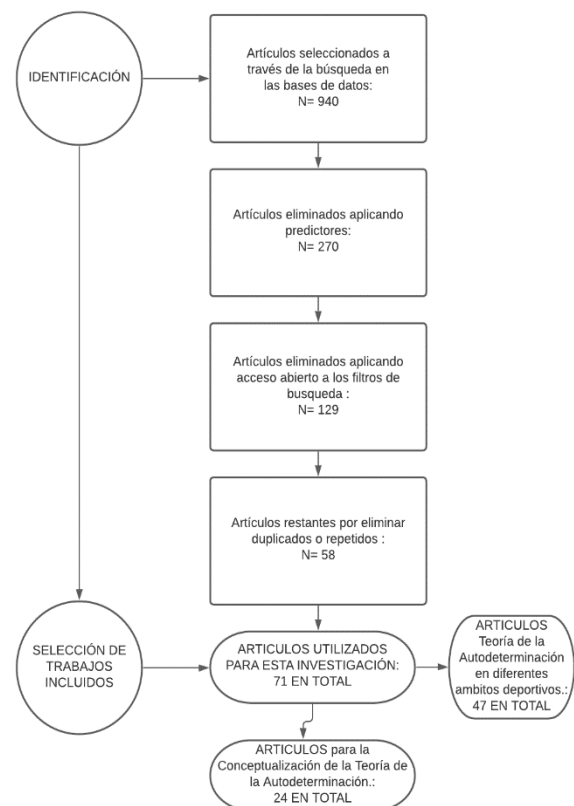 IDENTIFICACIÓN
Artículos seleccionados a
través de la búsqueda en
las bases de datos:
N= 940
Artículos eliminados aplicando
predictores:
N= 270
Artículos eliminados aplicando
acceso abierto a los filtros de
busqueda :
N= 129
Artículos restantes por eliminar
duplicados o repetidos :
N= 58
SELECCIÓN DE
TRABAJOS
INCLUIDOS
ARTICULOS UTILIZADOS
PARA ESTA INVESTIGACIÓN:
71 EN TOTAL
ARTICULOS
Teoría de la
Autodeterminación
en diferentes
ambitos deportivos.:
47 EN TOTAL
ARTICULOS para la
Conceptualización de la Teoría de
la Autodeterminación.:
24 EN TOTAL